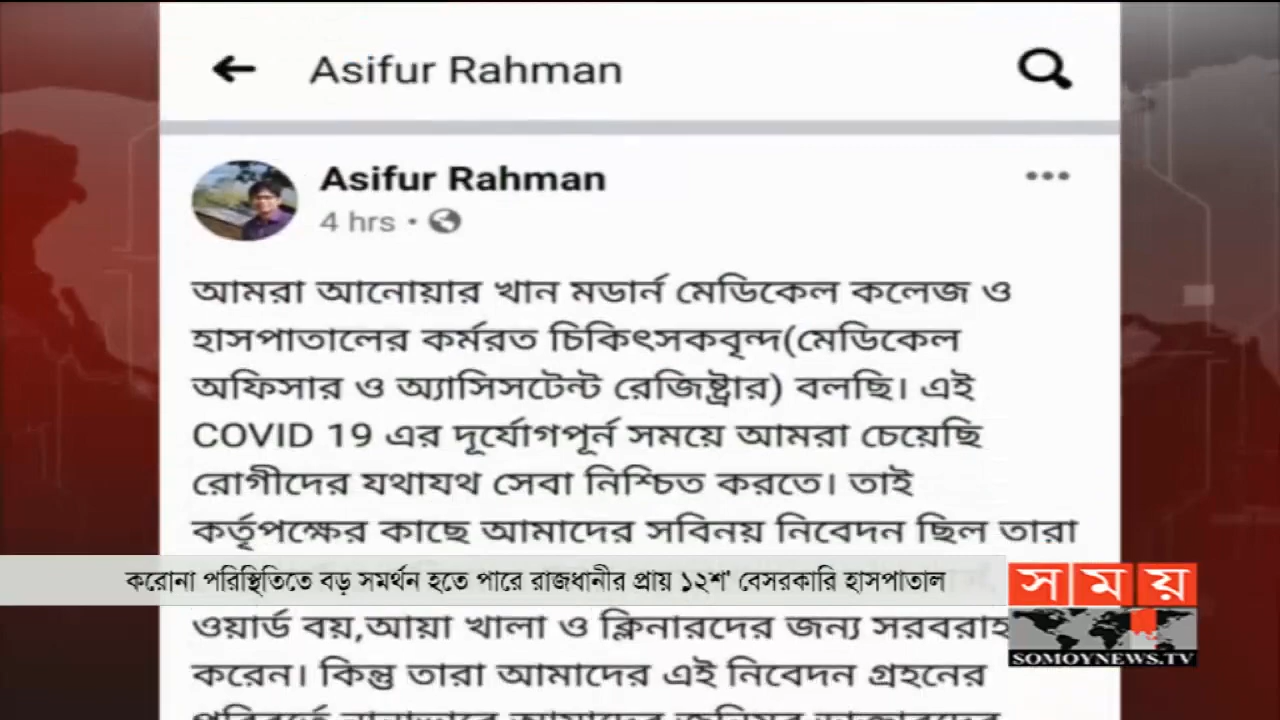 Asifur Rahman
Asifur Rahman
4 hrs •
আমরা আনোয়ার খান মডার্ন মেডিকেল কলেজ ও
হাসপাতালের কর্মরত চিকিৎসকবৃন্দ(মেডিকেল
অফিসার ও অ্যাসিসটেন্ট রেজিষ্ট্রার) বলছি। এই
COVID 19 এর দূর্যোগপূর্ন সময়ে আমরা চেয়েছি
রোগীদের যথাযথ সেবা নিশ্চিত করতে। তাই
কর্তৃপক্ষের কাছে আমাদের সবিনয় নিবেদন ছিল তারা
করোনা পরিস্থিতিতে বড় সমর্থন হতে পারে রাজধানীর প্রায় ১২শ' বেসরকারি হাসপাতাল
সময়
SOMOYNEWS.TV
ওয়ার্ড বয়,আয়া খালা ও ক্লিনারদের জন্য সরবরাহ
করেন। কিন্তু তারা আমাদের এই নিবেদন গ্রহনের